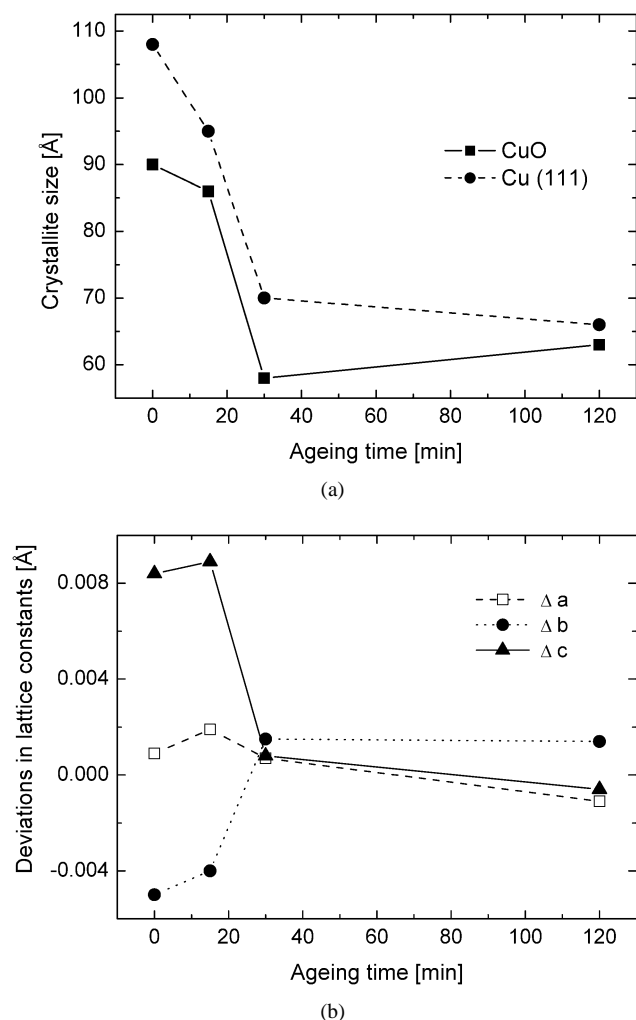 110
100
90
80
70
60
Crystallite size [Å]
CuO
Cu (111)
0 20 40 60 80 100 120
Ageing time [min]
(a)
0.008
0.004
0.000
-0.004
Deviations in lattice constants [Å]
Δ a
Δ b
Δ c
0 20 40 60 80 100 120
Ageing time [min]
(b)